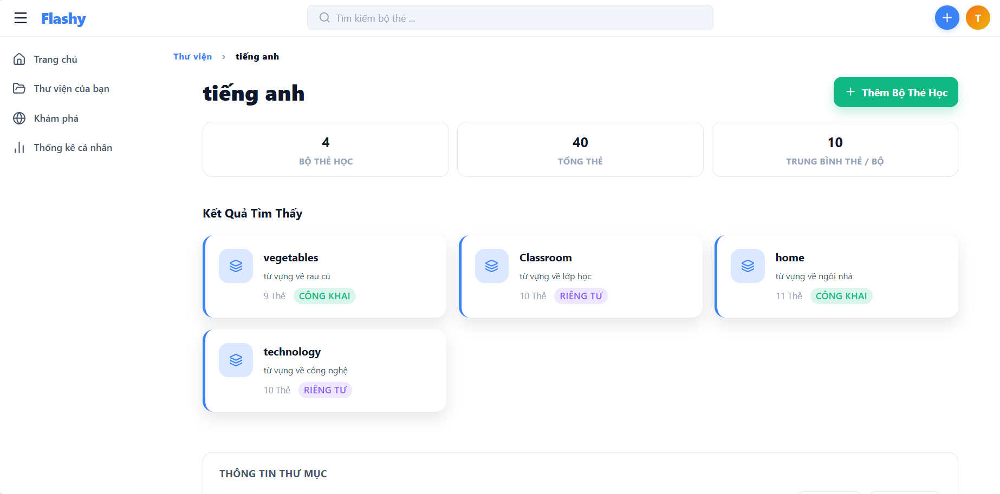 Flashy
Tìm kiếm bộ thẻ ...
T
Trang chủ
Thư viện của bạn
Khám phá
Thống kê cá nhân
Thư viện › tiếng anh
tiếng anh
+ Thêm Bộ Thẻ Học
4
BỘ THẺ HỌC
40
TỔNG THẺ
10
TRUNG BÌNH THẺ / BỘ
Kết Quả Tìm Thấy
vegetables
từ vựng về rau củ
9 Thẻ CÔNG KHAI
Classroom
từ vựng về lớp học
10 Thẻ RIÊNG TƯ
home
từ vựng về ngôi nhà
11 Thẻ CÔNG KHAI
technology
từ vựng về công nghệ
10 Thẻ RIÊNG TƯ
THÔNG TIN THƯ MỤC